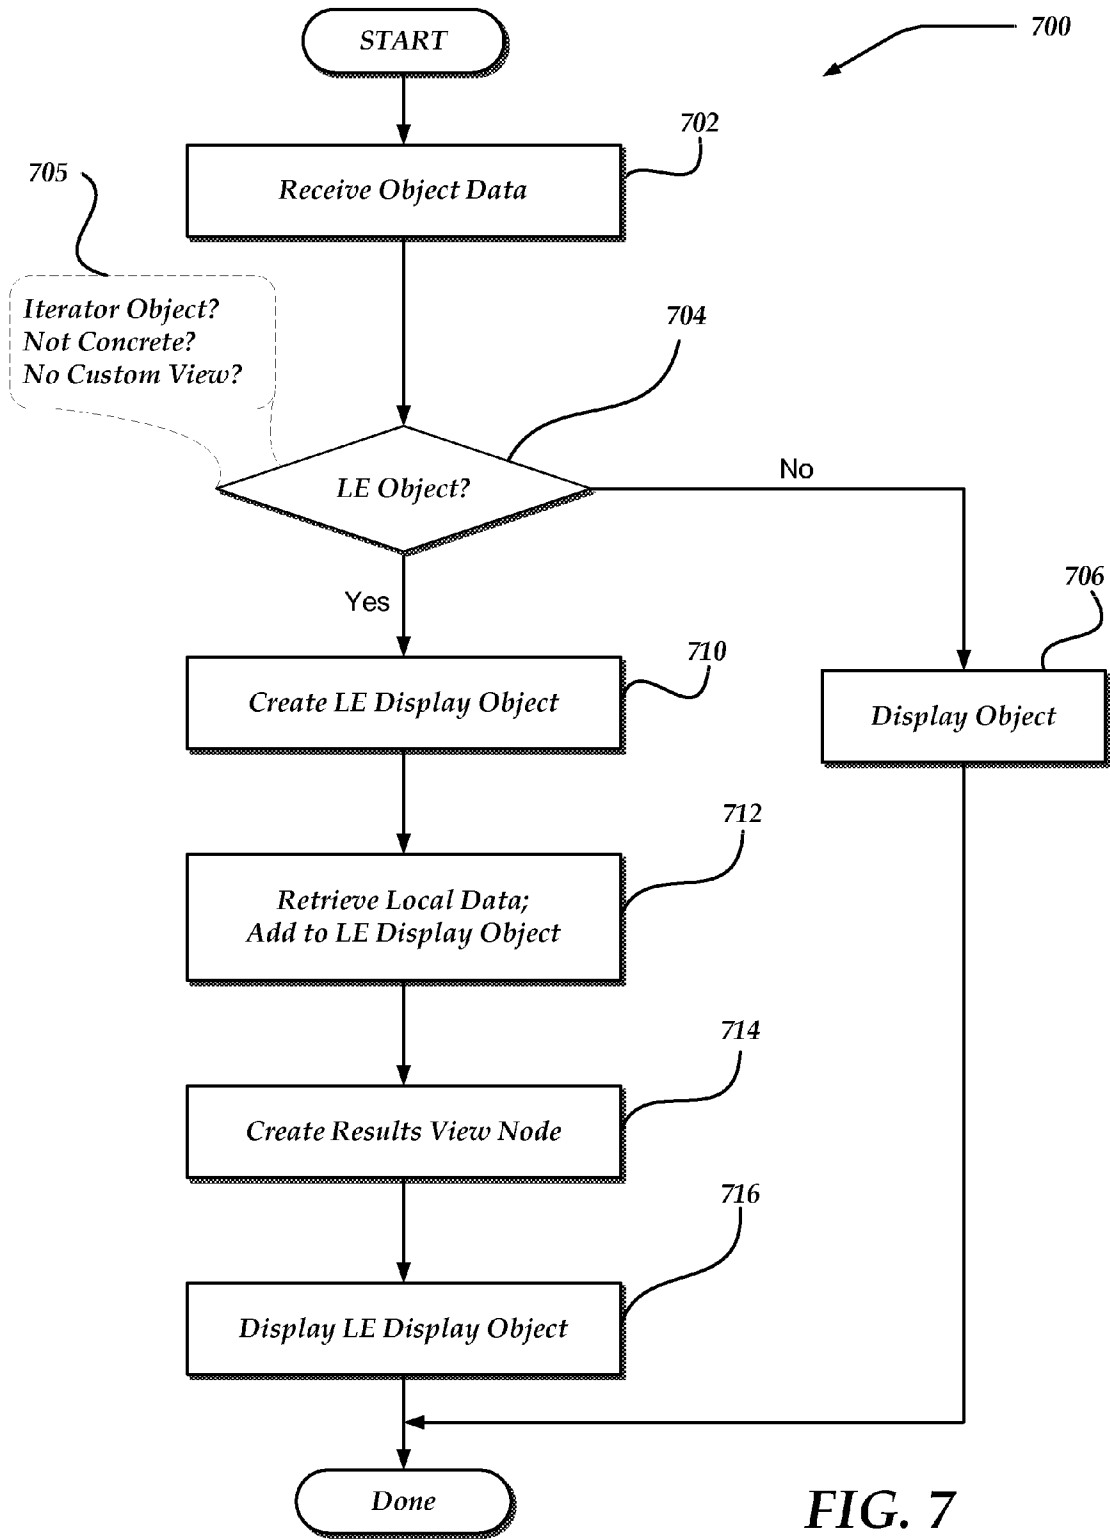 START
700
702
Receive Object Data
705
Iterator Object?
Not Concrete?
No Custom View?
704
LE Object?
No
Yes
706
710
Create LE Display Object
Display Object
712
Retrieve Local Data;
Add to LE Display Object
714
Create Results View Node
716
Display LE Display Object
Done
FIG. 7